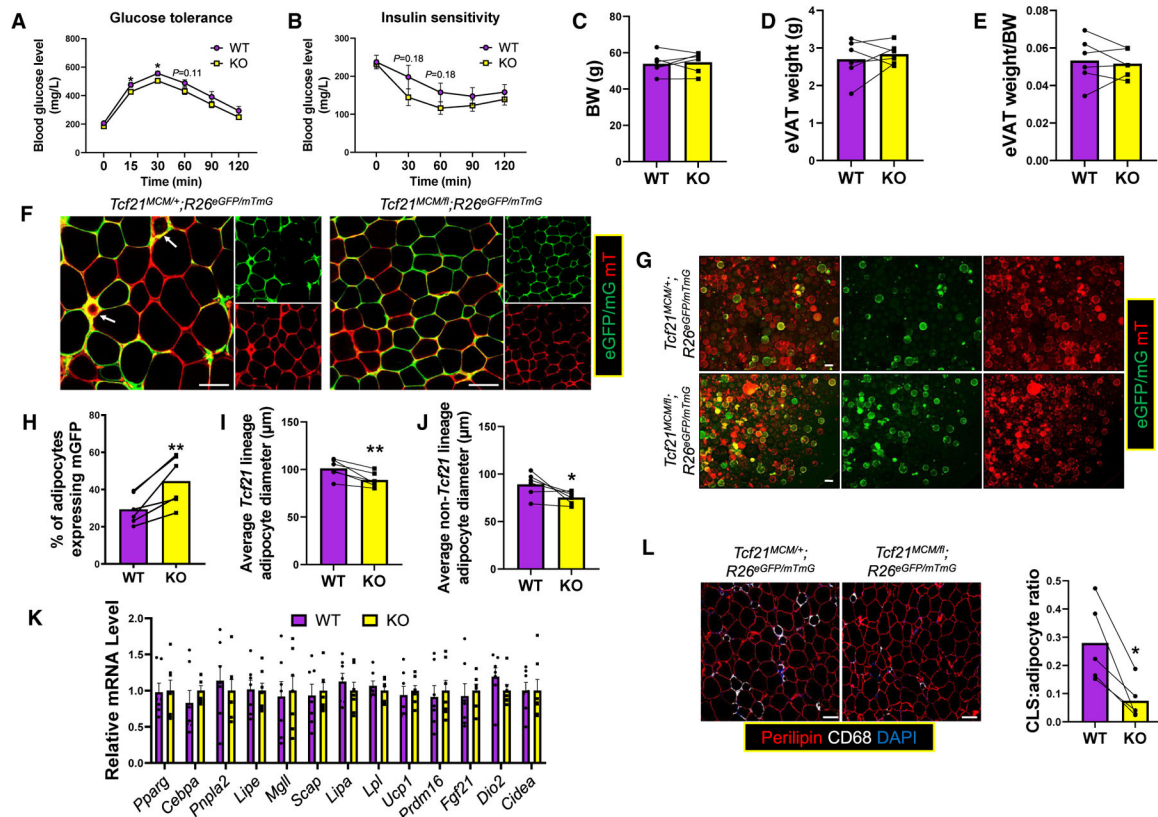 A
Glucose tolerance
Blood glucose level
(mg/L)
800
600
400
200
0
WT
KO
*
*
P=0.11
0 15 30 60 90 120
Time (min)
B
Insulin sensitivity
Blood glucose level
(mg/L)
400
300
200
100
0
WT
KO
P=0.18
P=0.18
0 30 60 90 120
Time (min)
C
BW (g)
80
60
40
20
0
WT KO
D
eVAT weight (g)
4
3
2
1
0
WT KO
E
eVAT weight/BW
0.08
0.06
0.04
0.02
0.00
WT KO
F
Tcf21MCM/+;R26eGFP/mTmG
Tcf21MCM/fl;R26eGFP/mTmG
eGFP/mG mT
G
Tcf21MCM/+;
R26eGFP/mTmG
Tcf21MCM/fl;
R26eGFP/mTmG
eGFP/mG mT
H
% of adipocytes
expressing mGFP
80
60
40
20
0
**
WT KO
I
Average Tcf21 lineage
adipocyte diameter (μm)
150
100
50
0
**
WT KO
J
Average non-Tcf21 lineage
adipocyte diameter (μm)
150
100
50
0
*
WT KO
K
Relative mRNA Level
2.0
1.5
1.0
0.5
0.0
WT KO
Pparg Cebpa Pnpla2 Lipe Mgll Scap Lipa Lpl Ucp1 Prdm16 Fgf21 Dio2 Cidea
L
Tcf21MCM/+;
R26eGFP/mTmG
Tcf21MCM/fl;
R26eGFP/mTmG
Perilipin CD68 DAPI
CLS:adipocyte ratio
0.5
0.4
0.3
0.2
0.1
0.0
*
WT KO